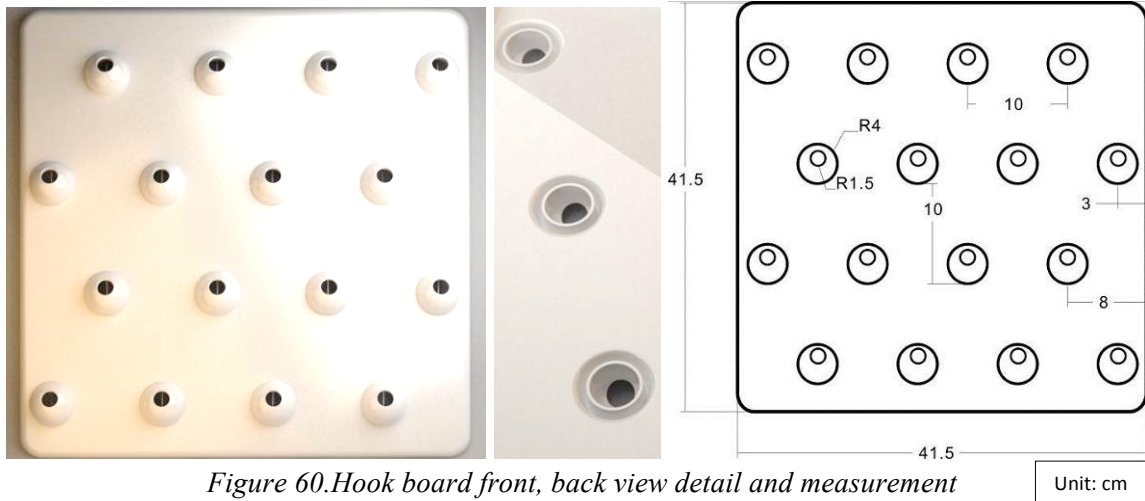 10
R4
41.5
R1.5
10
3
8
41.5
Figure 60.Hook board front, back view detail and measurement
Unit: cm